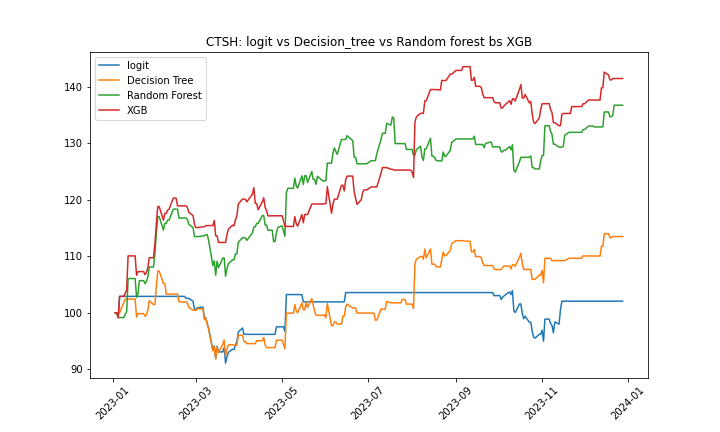 CTSH: logit vs Decision_tree vs Random forest bs XGB
logit
Decision Tree
Random Forest
XGB
140
130
120
110
100
90
2023-01
2023-03
2023-05
2023-07
2023-09
2023-11
2024-01